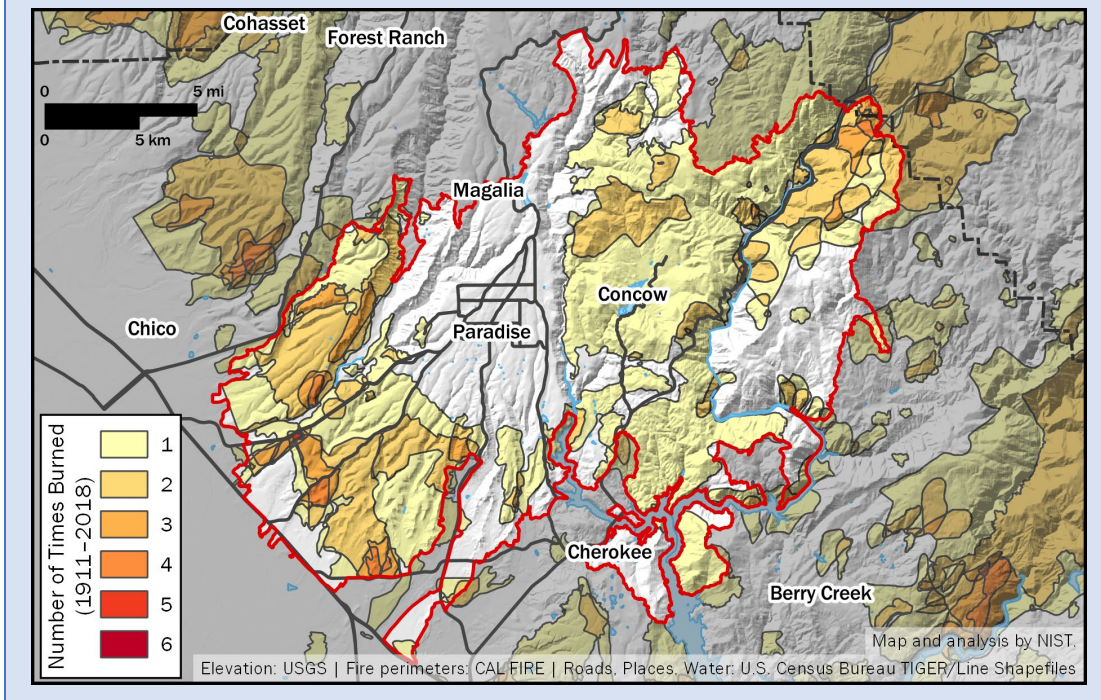 Cohasset
Forest Ranch
0 5 mi
0 5 km
Magalia
Chico
Concow
Paradise
Number of Times Burned
(1911–2018)
1
2
3
4
5
6
Cherokee
Berry Creek
Map and analysis by NIST.
Elevation: USGS | Fire perimeters: CAL FIRE | Roads, Places, Water: U.S. Census Bureau TIGER/Line Shapefiles